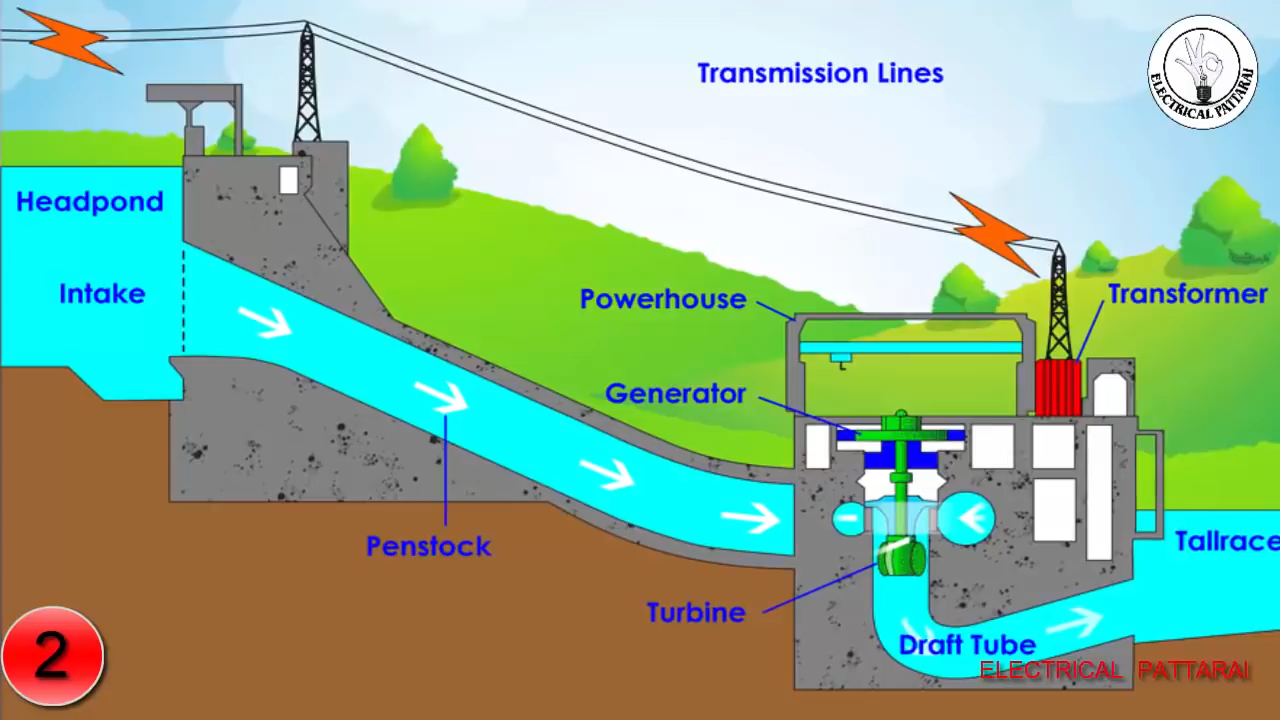 Transmission Lines
ELECTRICAL PATTARAI
Headpond
Intake
Powerhouse
Transformer
Generator
Penstock
Tallrace
Turbine
Draft Tube
2
ELECTRICAL PATTARAI